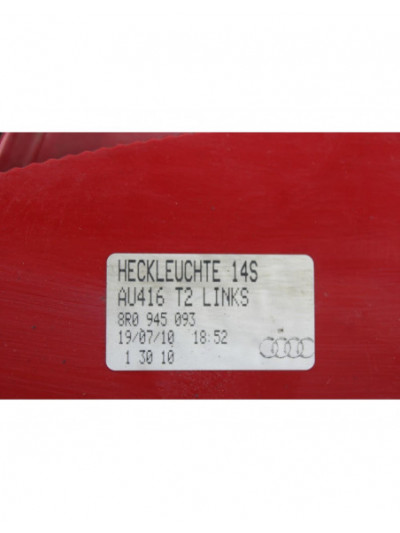 HECKLEUCHTE 14S
AU416 T2 LINKS
8R0 945 093
19/07/10 18:52
1 30 10